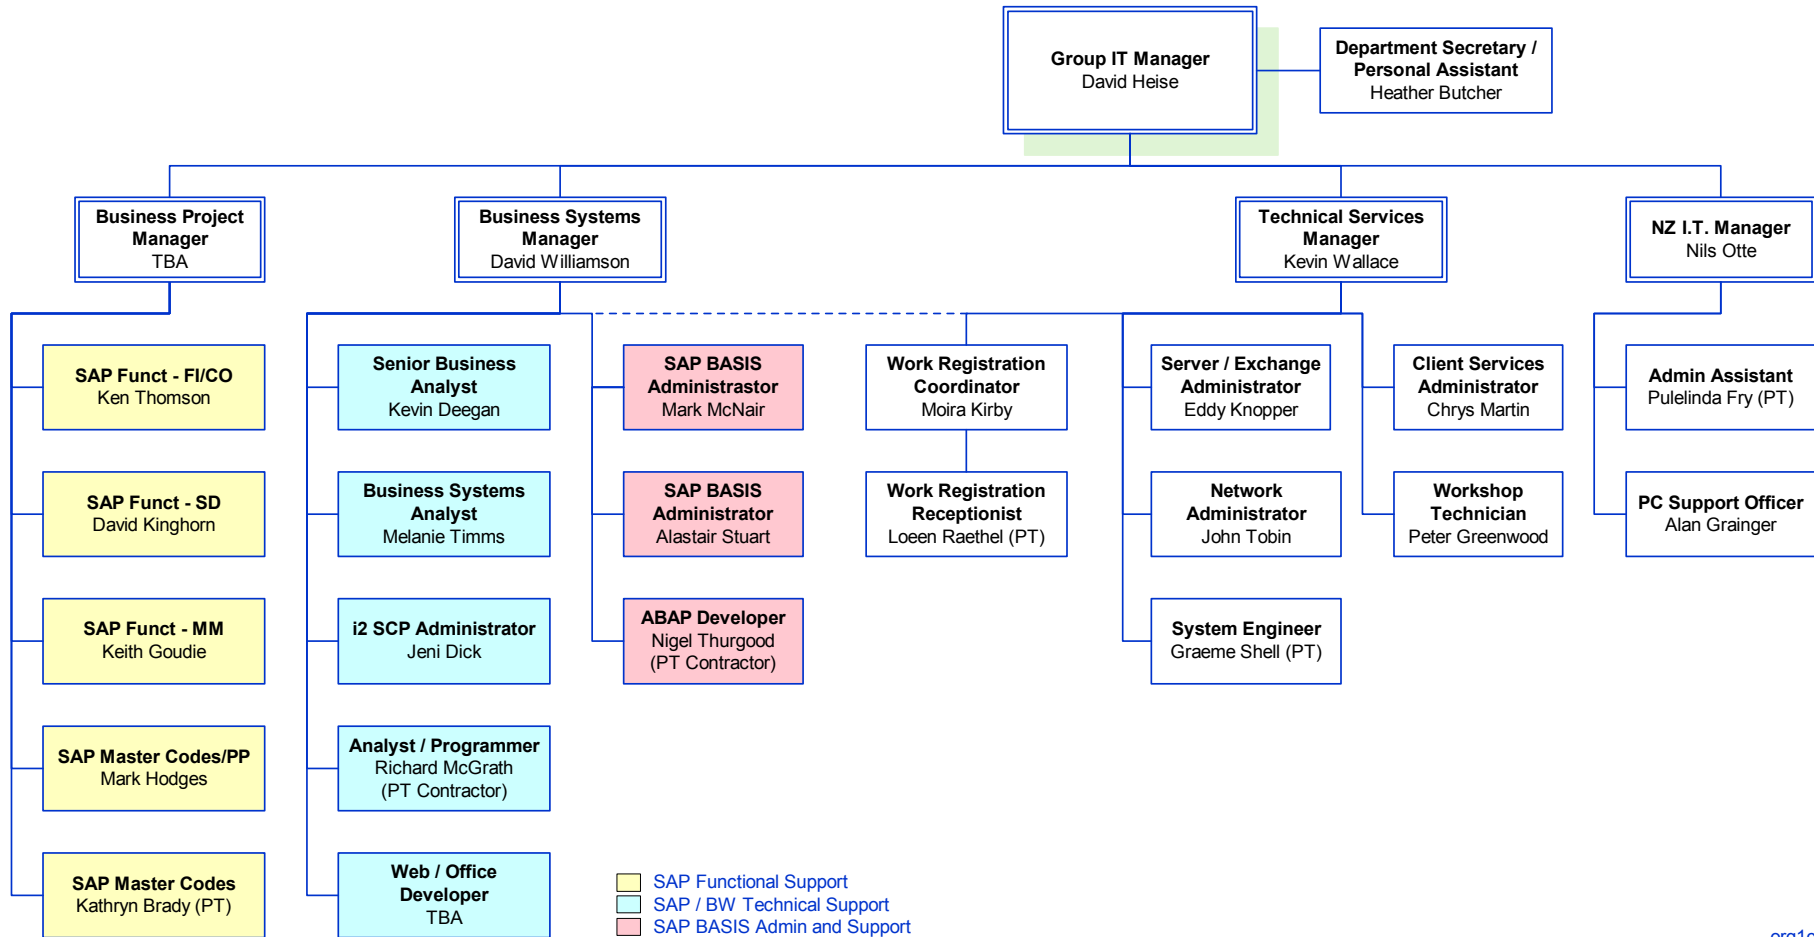 Group IT Manager
David Heise
Department Secretary /
Personal Assistant
Heather Butcher
Business Project
Manager
TBA
Business Systems
Manager
David Williamson
Technical Services
Manager
Kevin Wallace
NZ I.T. Manager
Nils Otte
SAP Funct - FI/CO
Ken Thomson
Senior Business
Analyst
Kevin Deegan
SAP BASIS
Administrastor
Mark McNair
Work Registration
Coordinator
Moira Kirby
Server / Exchange
Administrator
Eddy Knopper
Client Services
Administrator
Chrys Martin
Admin Assistant
Pulelinda Fry (PT)
SAP Funct - SD
David Kinghorn
Business Systems
Analyst
Melanie Timms
SAP BASIS
Administrator
Alastair Stuart
Work Registration
Receptionist
Loeen Raethel (PT)
Network
Administrator
John Tobin
Workshop
Technician
Peter Greenwood
PC Support Officer
Alan Grainger
SAP Funct - MM
Keith Goudie
i2 SCP Administrator
Jeni Dick
ABAP Developer
Nigel Thurgood
(PT Contractor)
System Engineer
Graeme Shell (PT)
SAP Master Codes/PP
Mark Hodges
Analyst / Programmer
Richard McGrath
(PT Contractor)
SAP Master Codes
Kathryn Brady (PT)
Web / Office
Developer
TBA
SAP Functional Support
SAP / BW Technical Support
SAP BASIS Admin and Support